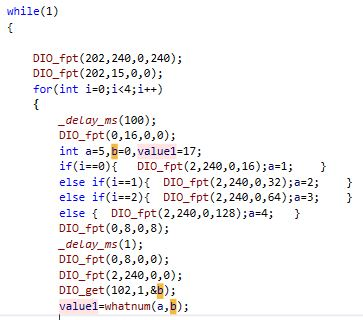 while(1)
{
DIO_fpt(202,240,0,240);
DIO_fpt(202,15,0,0);
for(int i=0;i<4;i++)
{
_delay_ms(100);
DIO_fpt(0,16,0,0);
int a=5,b=0,value1=17;
if(i==0){   DIO_fpt(2,240,0,16);a=1;    }
else if(i==1){  DIO_fpt(2,240,0,32);a=2;    }
else if(i==2){  DIO_fpt(2,240,0,64);a=3;    }
else {  DIO_fpt(2,240,0,128);a=4;   }
DIO_fpt(0,8,0,8);
_delay_ms(1);
DIO_fpt(0,8,0,0);
DIO_fpt(2,240,0,0);
DIO_get(102,1,&b);
value1=whatnum(a,b);